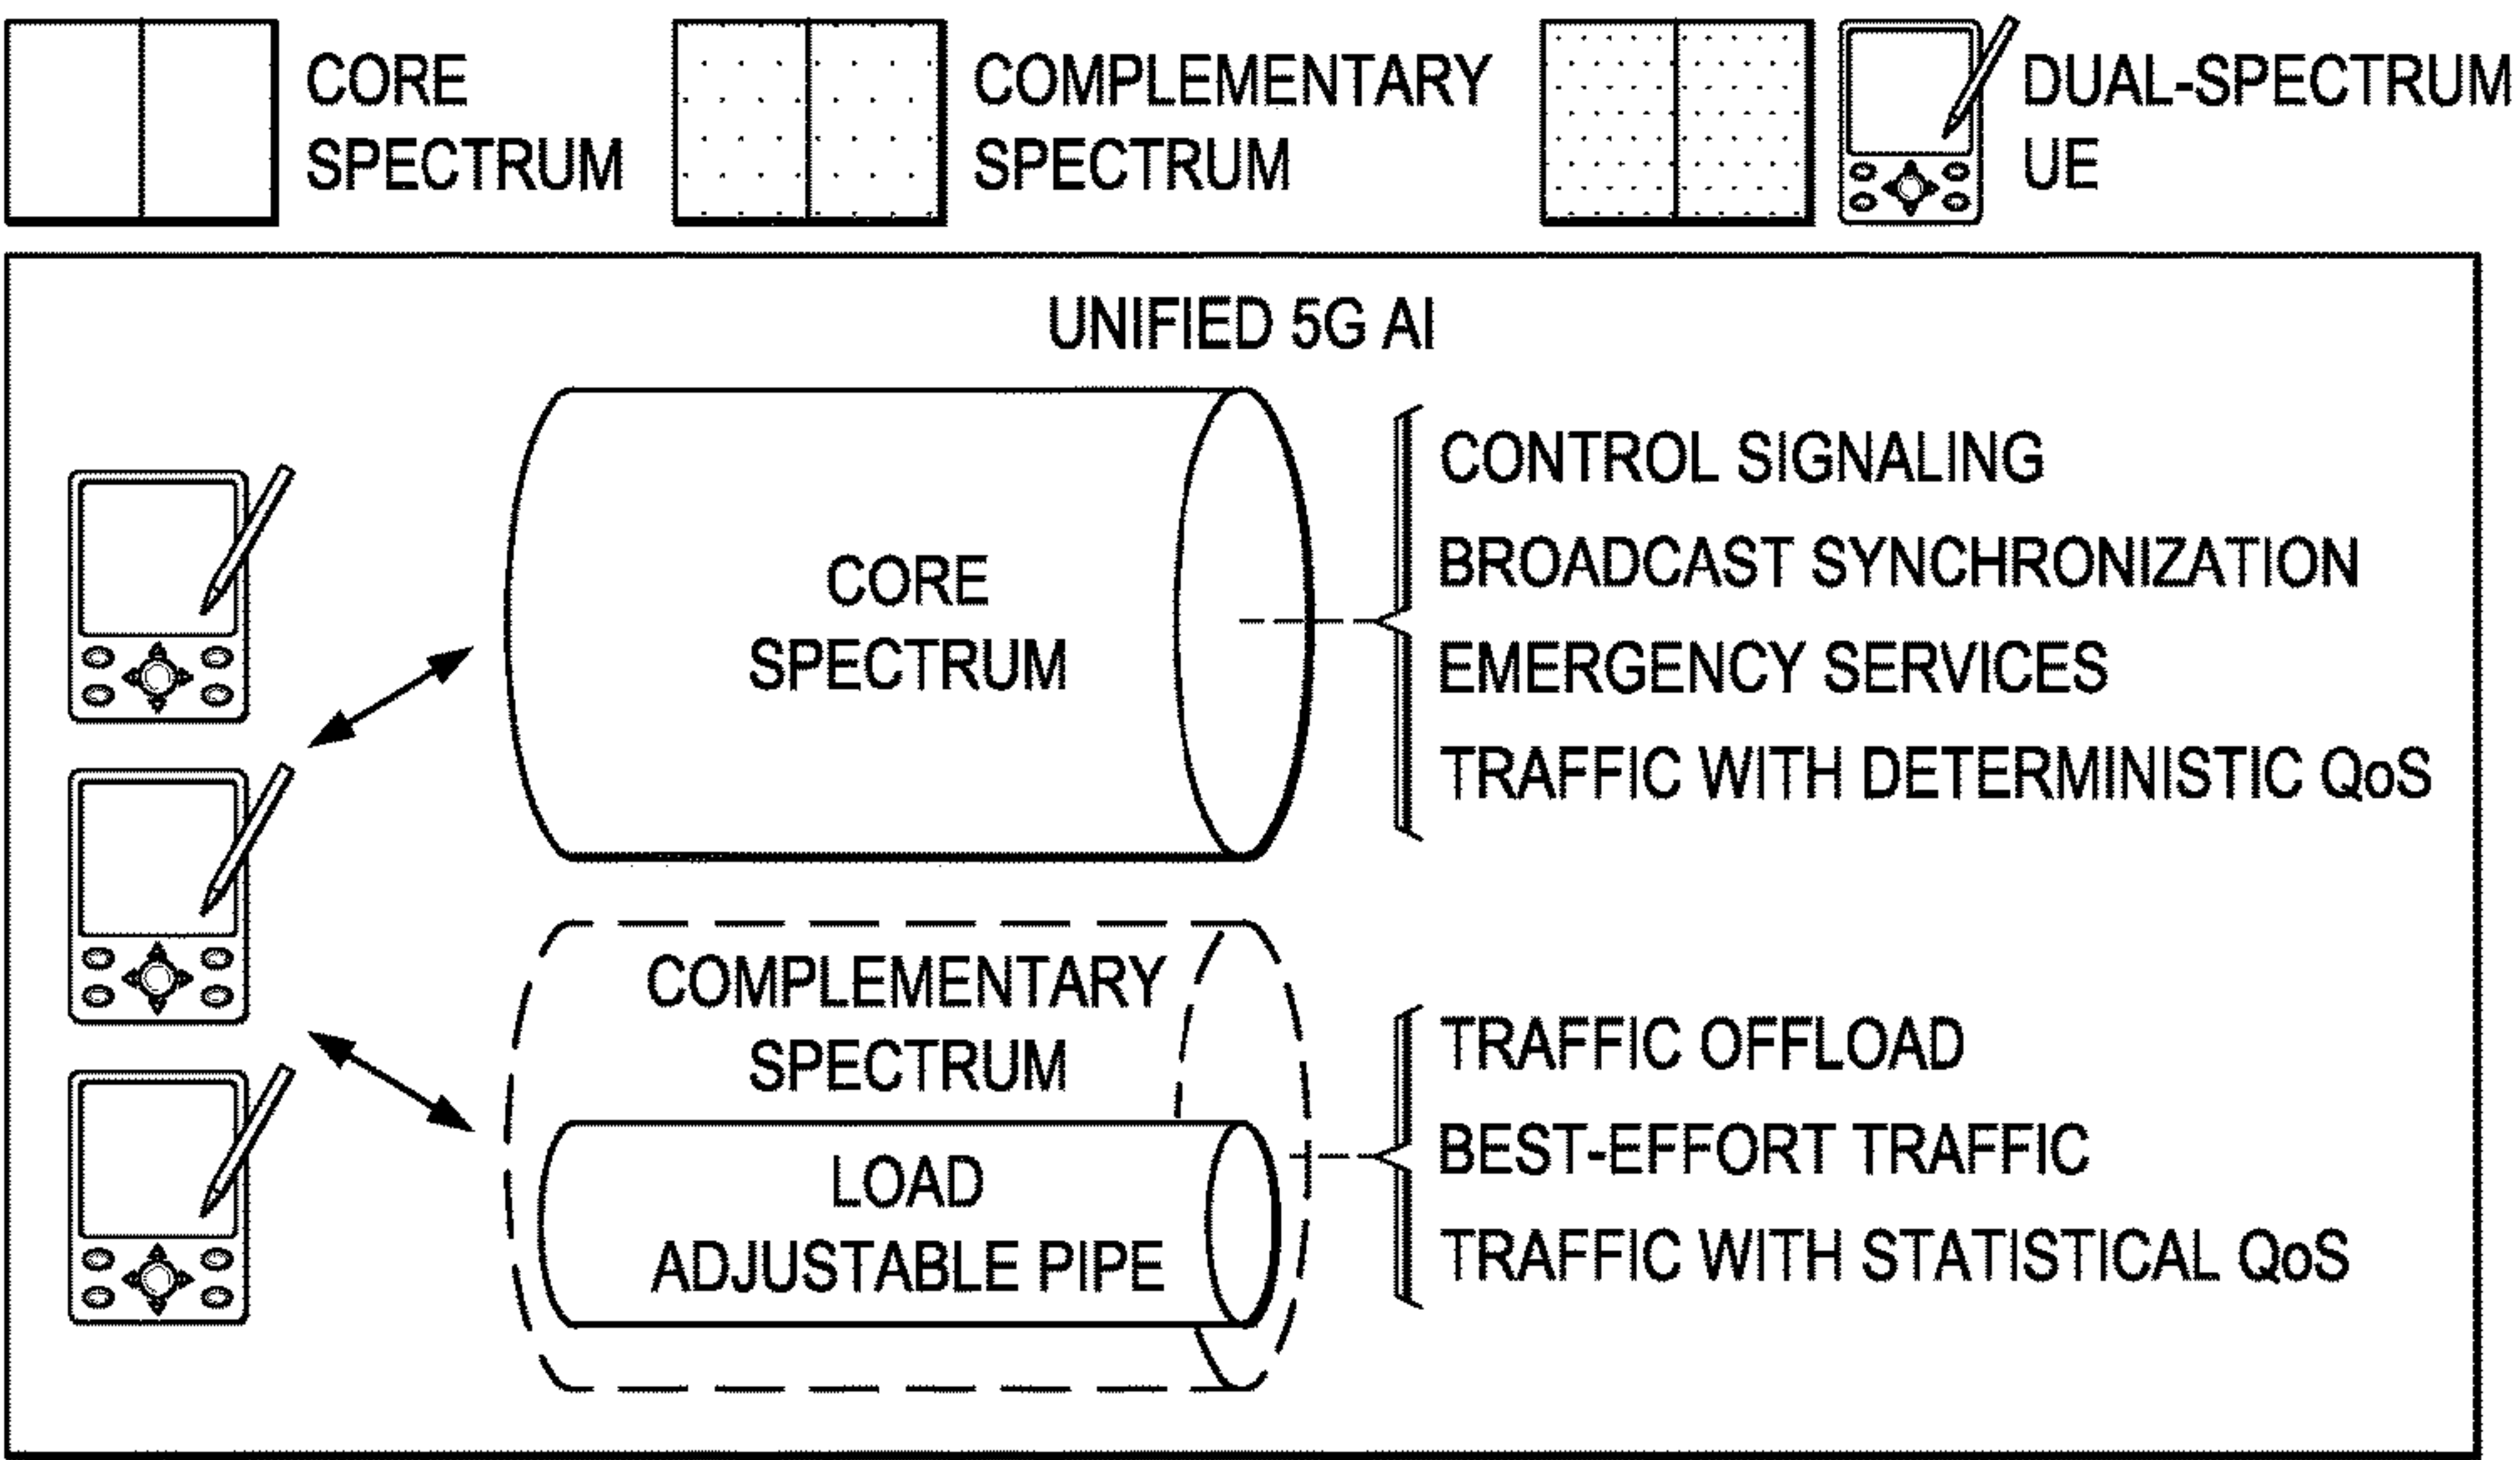 CORE
SPECTRUM
COMPLEMENTARY
SPECTRUM
DUAL-SPECTRUM
UE
UNIFIED 5G AI
CORE
SPECTRUM
CONTROL SIGNALING
BROADCAST SYNCHRONIZATION
EMERGENCY SERVICES
TRAFFIC WITH DETERMINISTIC QoS
COMPLEMENTARY
SPECTRUM
LOAD
ADJUSTABLE PIPE
TRAFFIC OFFLOAD
BEST-EFFORT TRAFFIC
TRAFFIC WITH STATISTICAL QoS